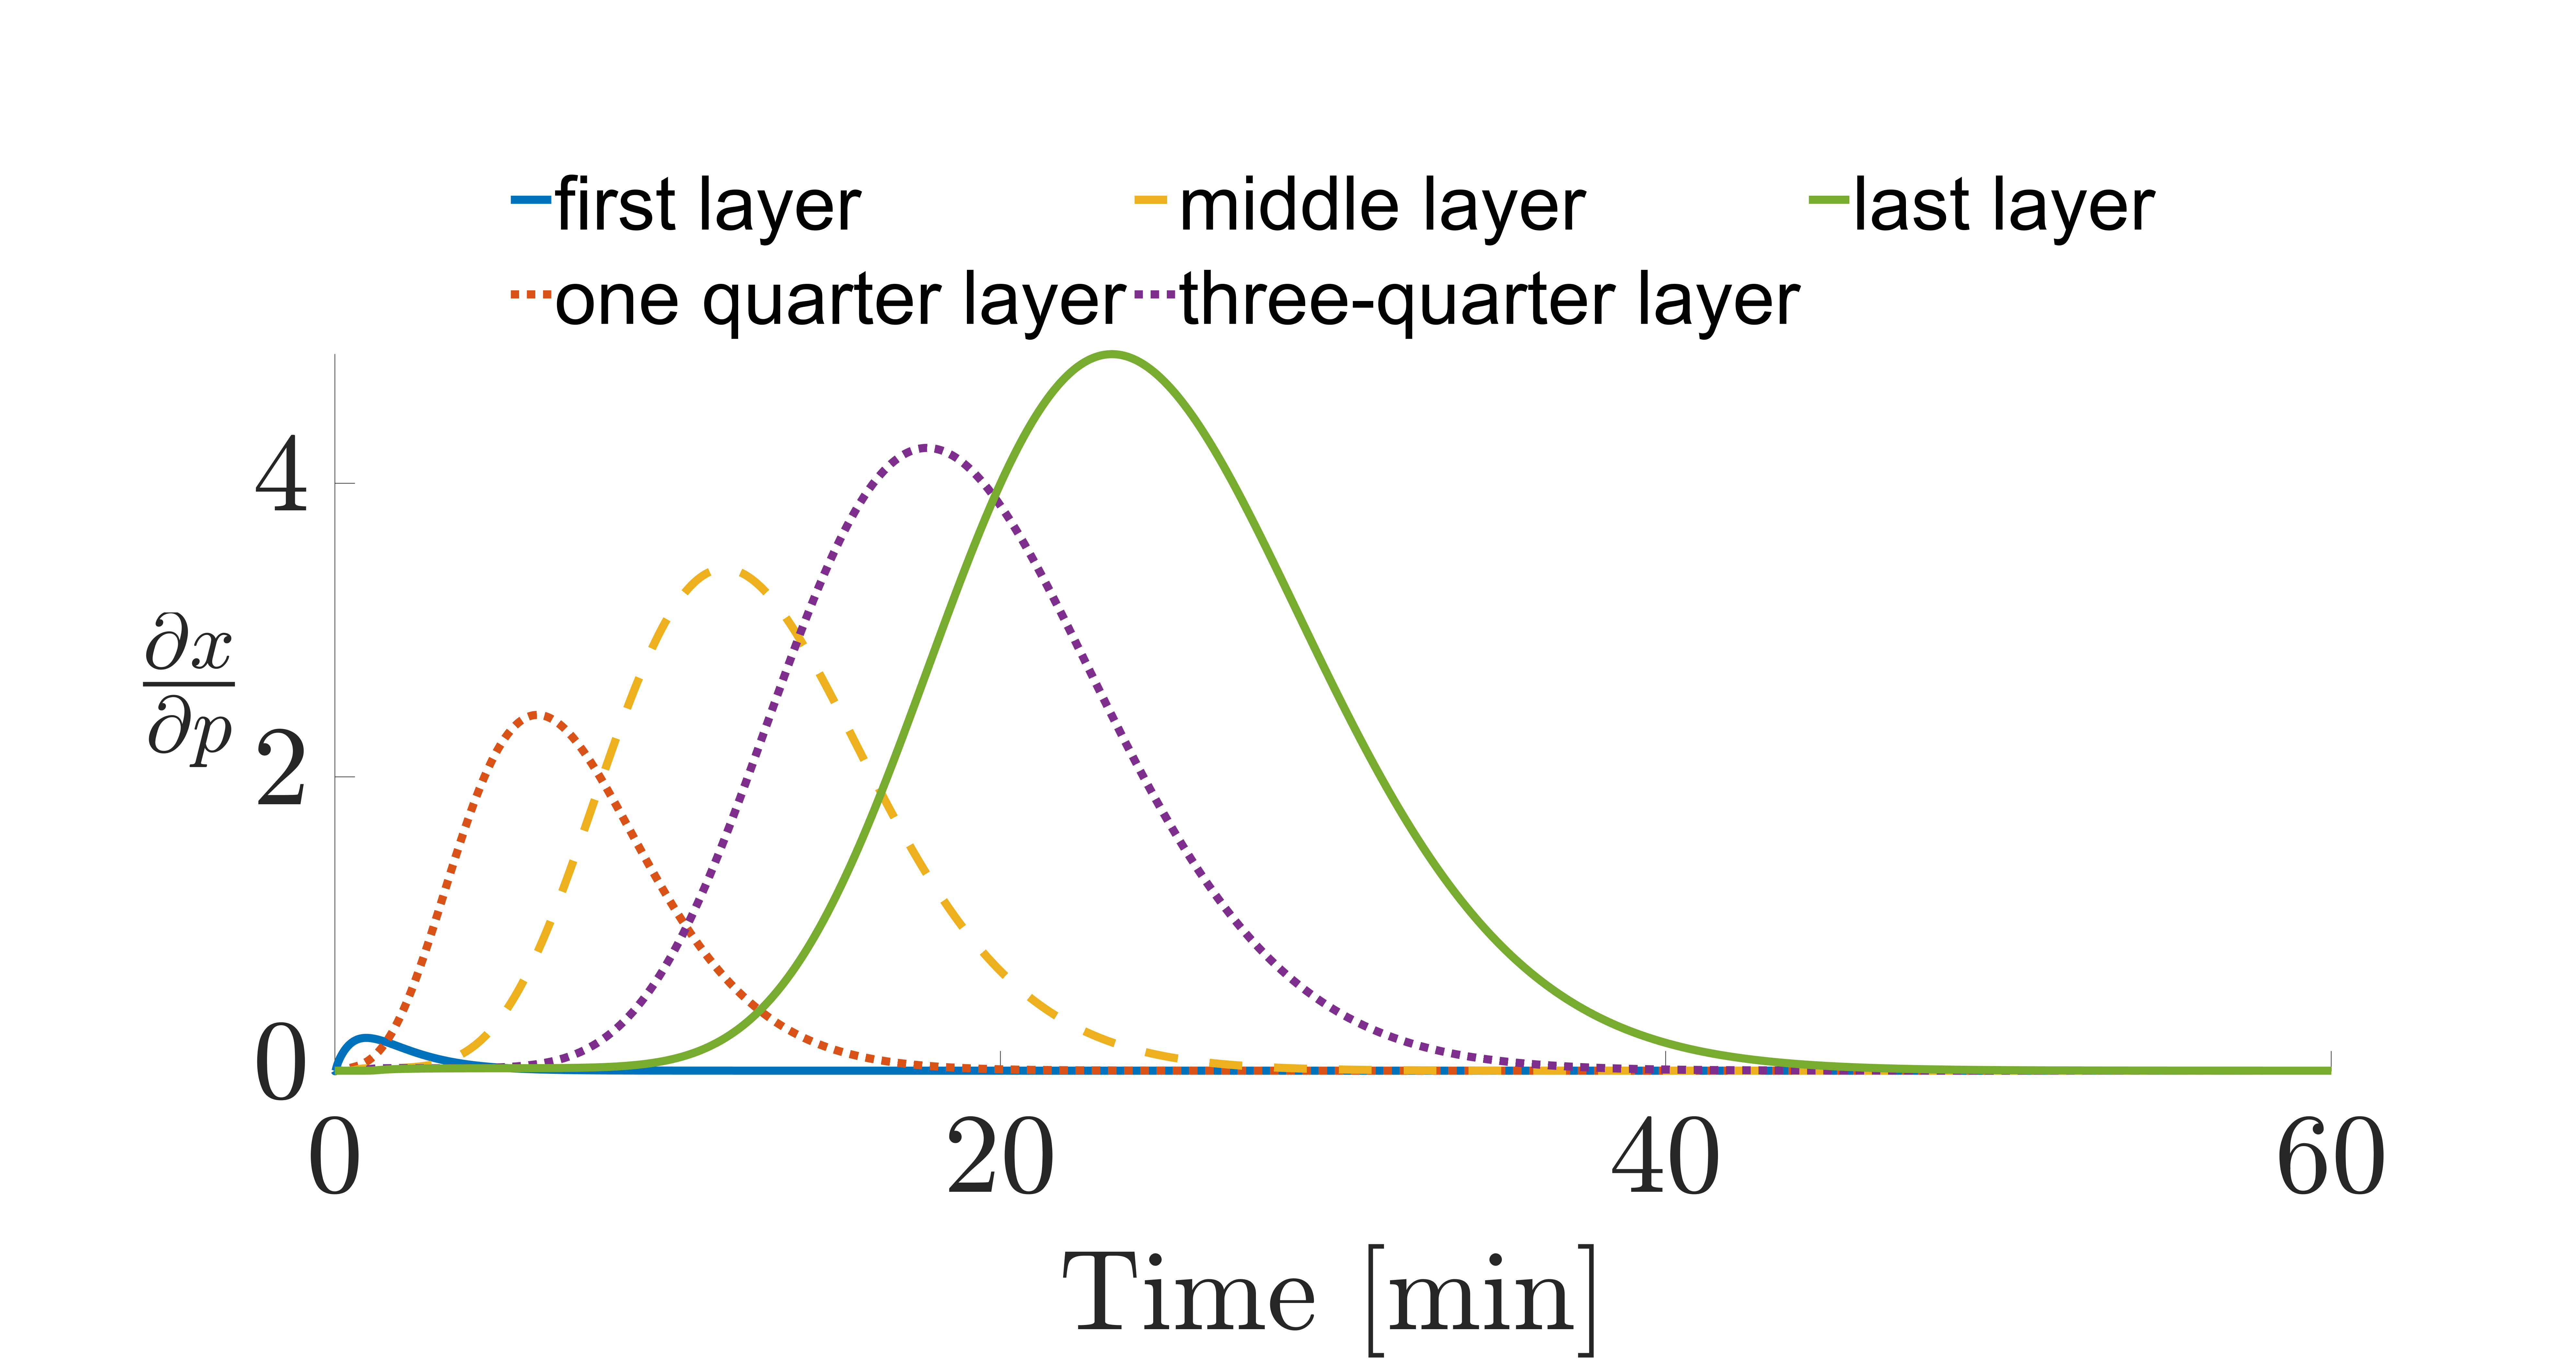 first layer
middle layer
last layer
one quarter layer
three-quarter layer
4
∂x
∂p
2
0
0
20
40
60
Time [min]